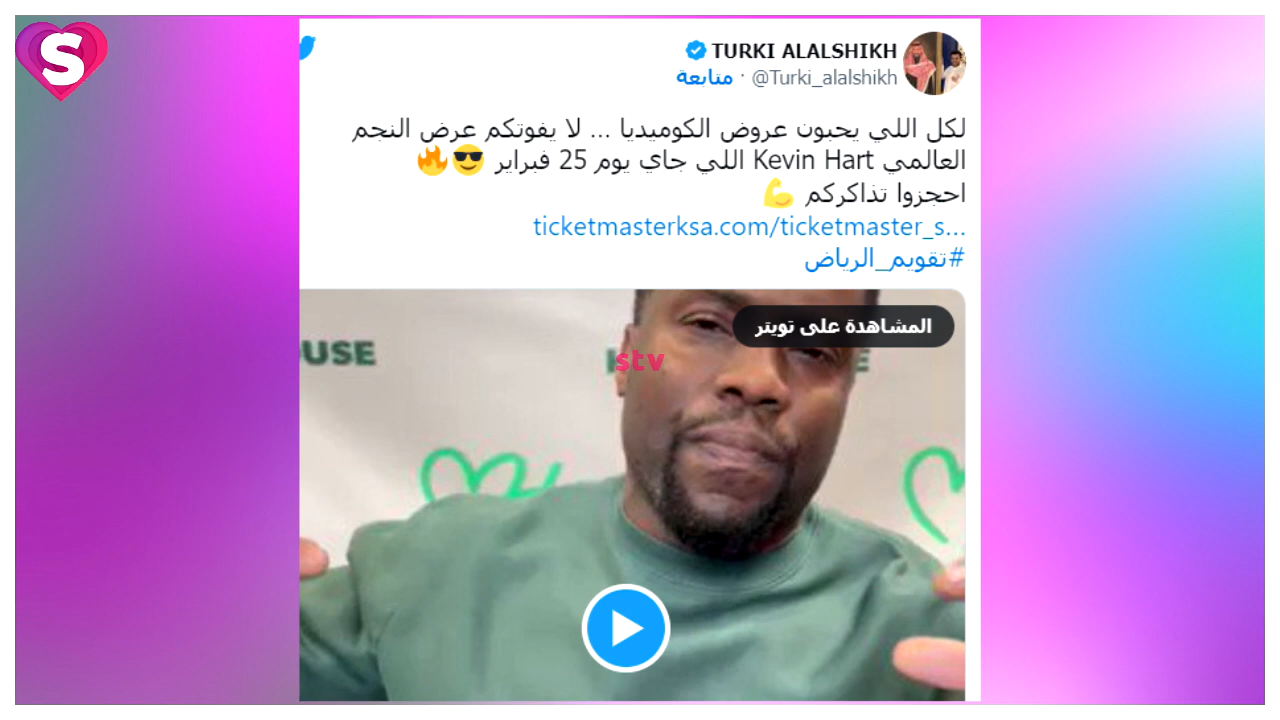 S
TURKI ALALSHIKH
@Turki_alalshikh · متابعة
لكل اللي يحبون عروض الكوميديا ... لا يفوتكم عرض النجم
العالمي Kevin Hart اللي جاي يوم 25 فبراير 😎🔥
احجزوا تذاكركم 💪
ticketmasterksa.com/ticketmaster_s...
#تقويم_الرياض
المشاهدة على تويتر
USE
stv